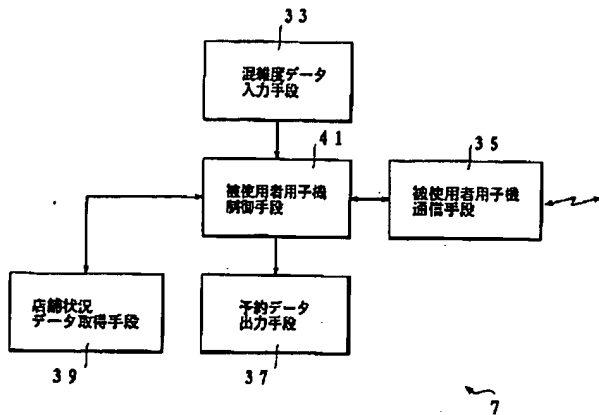 33
混雑度データ
入力手段
41
35
被使用者用子機
制御手段
被使用者用子機
通信手段
店舗状況
データ取得手段
予約データ
出力手段
39
37
7